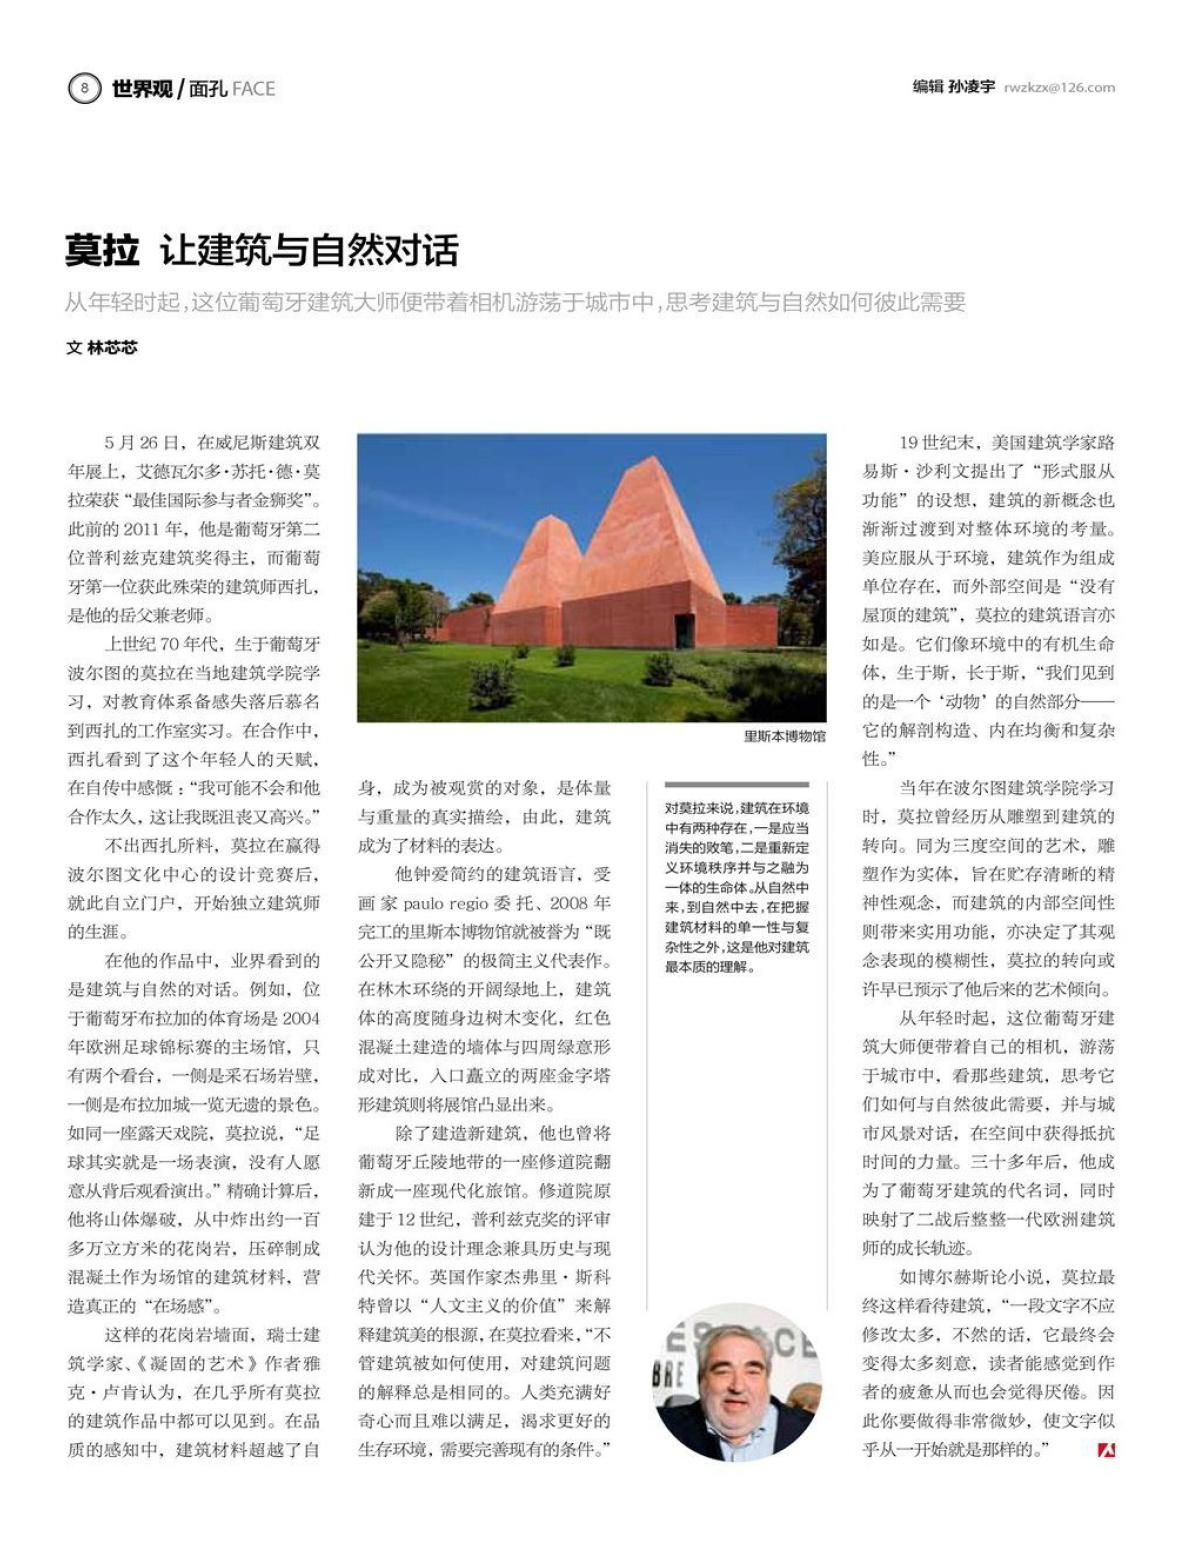 8 世界观 / 面孔 FACE
编辑 孙凌宇 rwzkzx@126.com
莫拉 让建筑与自然对话
从年轻时起,这位葡萄牙建筑大师便带着相机游荡于城市中,思考建筑与自然如何彼此需要
文 林芯芯
5 月 26 日，在威尼斯建筑双
年展上，艾德瓦尔多·苏托·德·莫
拉荣获“最佳国际参与者金狮奖”。
此前的 2011 年，他是葡萄牙第二
位普利兹克建筑奖得主，而葡萄
牙第一位获此殊荣的建筑师西扎，
是他的岳父兼老师。
上世纪 70 年代，生于葡萄牙
波尔图的莫拉在当地建筑学院学
习，对教育体系备感失落后慕名
到西扎的工作室实习。在合作中，
西扎看到了这个年轻人的天赋，
在自传中感慨：“我可能不会和他
合作太久，这让我既沮丧又高兴。”
不出西扎所料，莫拉在赢得
波尔图文化中心的设计竞赛后，
就此自立门户，开始独立建筑师
的生涯。
在他的作品中，业界看到的
是建筑与自然的对话。例如，位
于葡萄牙布拉加的体育场是 2004
年欧洲足球锦标赛的主场馆，只
有两个看台，一侧是采石场岩壁，
一侧是布拉加城一览无遗的景色。
如同一座露天戏院，莫拉说，“足
球其实就是一场表演，没有人愿
意从背后观看演出。”精确计算后，
他将山体爆破，从中炸出约一百
多万立方米的花岗岩，压碎制成
混凝土作为场馆的建筑材料，营
造真正的“在场感”。
这样的花岗岩墙面，瑞士建
筑学家、《凝固的艺术》作者雅
克·卢肯认为，在几乎所有莫拉
的建筑作品中都可以见到。在品
质的感知中，建筑材料超越了自
里斯本博物馆
身，成为被观赏的对象，是体量
与重量的真实描绘，由此，建筑
成为了材料的表达。
他钟爱简约的建筑语言，受
画家 paulo regio 委托、2008 年
完工的里斯本博物馆就被誉为“既
公开又隐秘”的极简主义代表作。
在林木环绕的开阔绿地上，建筑
体的高度随身边树木变化，红色
混凝土建造的墙体与四周绿意形
成对比，入口矗立的两座金字塔
形建筑则将展馆凸显出来。
除了建造新建筑，他也曾将
葡萄牙丘陵地带的一座修道院翻
新成一座现代化旅馆。修道院原
建于 12 世纪，普利兹克奖的评审
认为他的设计理念兼具历史与现
代关怀。英国作家杰弗里·斯科
特曾以“人文主义的价值”来解
释建筑美的根源，在莫拉看来，“不
管建筑被如何使用，对建筑问题
的解释总是相同的。人类充满好
奇心而且难以满足，渴求更好的
生存环境，需要完善现有的条件。”
对莫拉来说,建筑在环境
中有两种存在,一是应当
消失的败笔,二是重新定
义环境秩序并与之融为
一体的生命体。从自然中
来,到自然中去,在把握
建筑材料的单一性与复
杂性之外,这是他对建筑
最本质的理解。
ESPACE
BRE
19 世纪末，美国建筑学家路
易斯·沙利文提出了“形式服从
功能”的设想，建筑的新概念也
渐渐过渡到对整体环境的考量。
美应服从于环境，建筑作为组成
单位存在，而外部空间是“没有
屋顶的建筑”，莫拉的建筑语言亦
如是。它们像环境中的有机生命
体，生于斯，长于斯，“我们见到
的是一个‘动物’的自然部分——
它的解剖构造、内在均衡和复杂
性。”
当年在波尔图建筑学院学习
时，莫拉曾经历从雕塑到建筑的
转向。同为三度空间的艺术，雕
塑作为实体，旨在贮存清晰的精
神性观念，而建筑的内部空间性
则带来实用功能，亦决定了其观
念表现的模糊性，莫拉的转向或
许早已预示了他后来的艺术倾向。
从年轻时起，这位葡萄牙建
筑大师便带着自己的相机，游荡
于城市中，看那些建筑，思考它
们如何与自然彼此需要，并与城
市风景对话，在空间中获得抵抗
时间的力量。三十多年后，他成
为了葡萄牙建筑的代名词，同时
映射了二战后整整一代欧洲建筑
师的成长轨迹。
如博尔赫斯论小说，莫拉最
终这样看待建筑，“一段文字不应
修改太多，不然的话，它最终会
变得太多刻意，读者能感觉到作
者的疲惫从而也会觉得厌倦。因
此你要做得非常微妙，使文字似
乎从一开始就是那样的。”